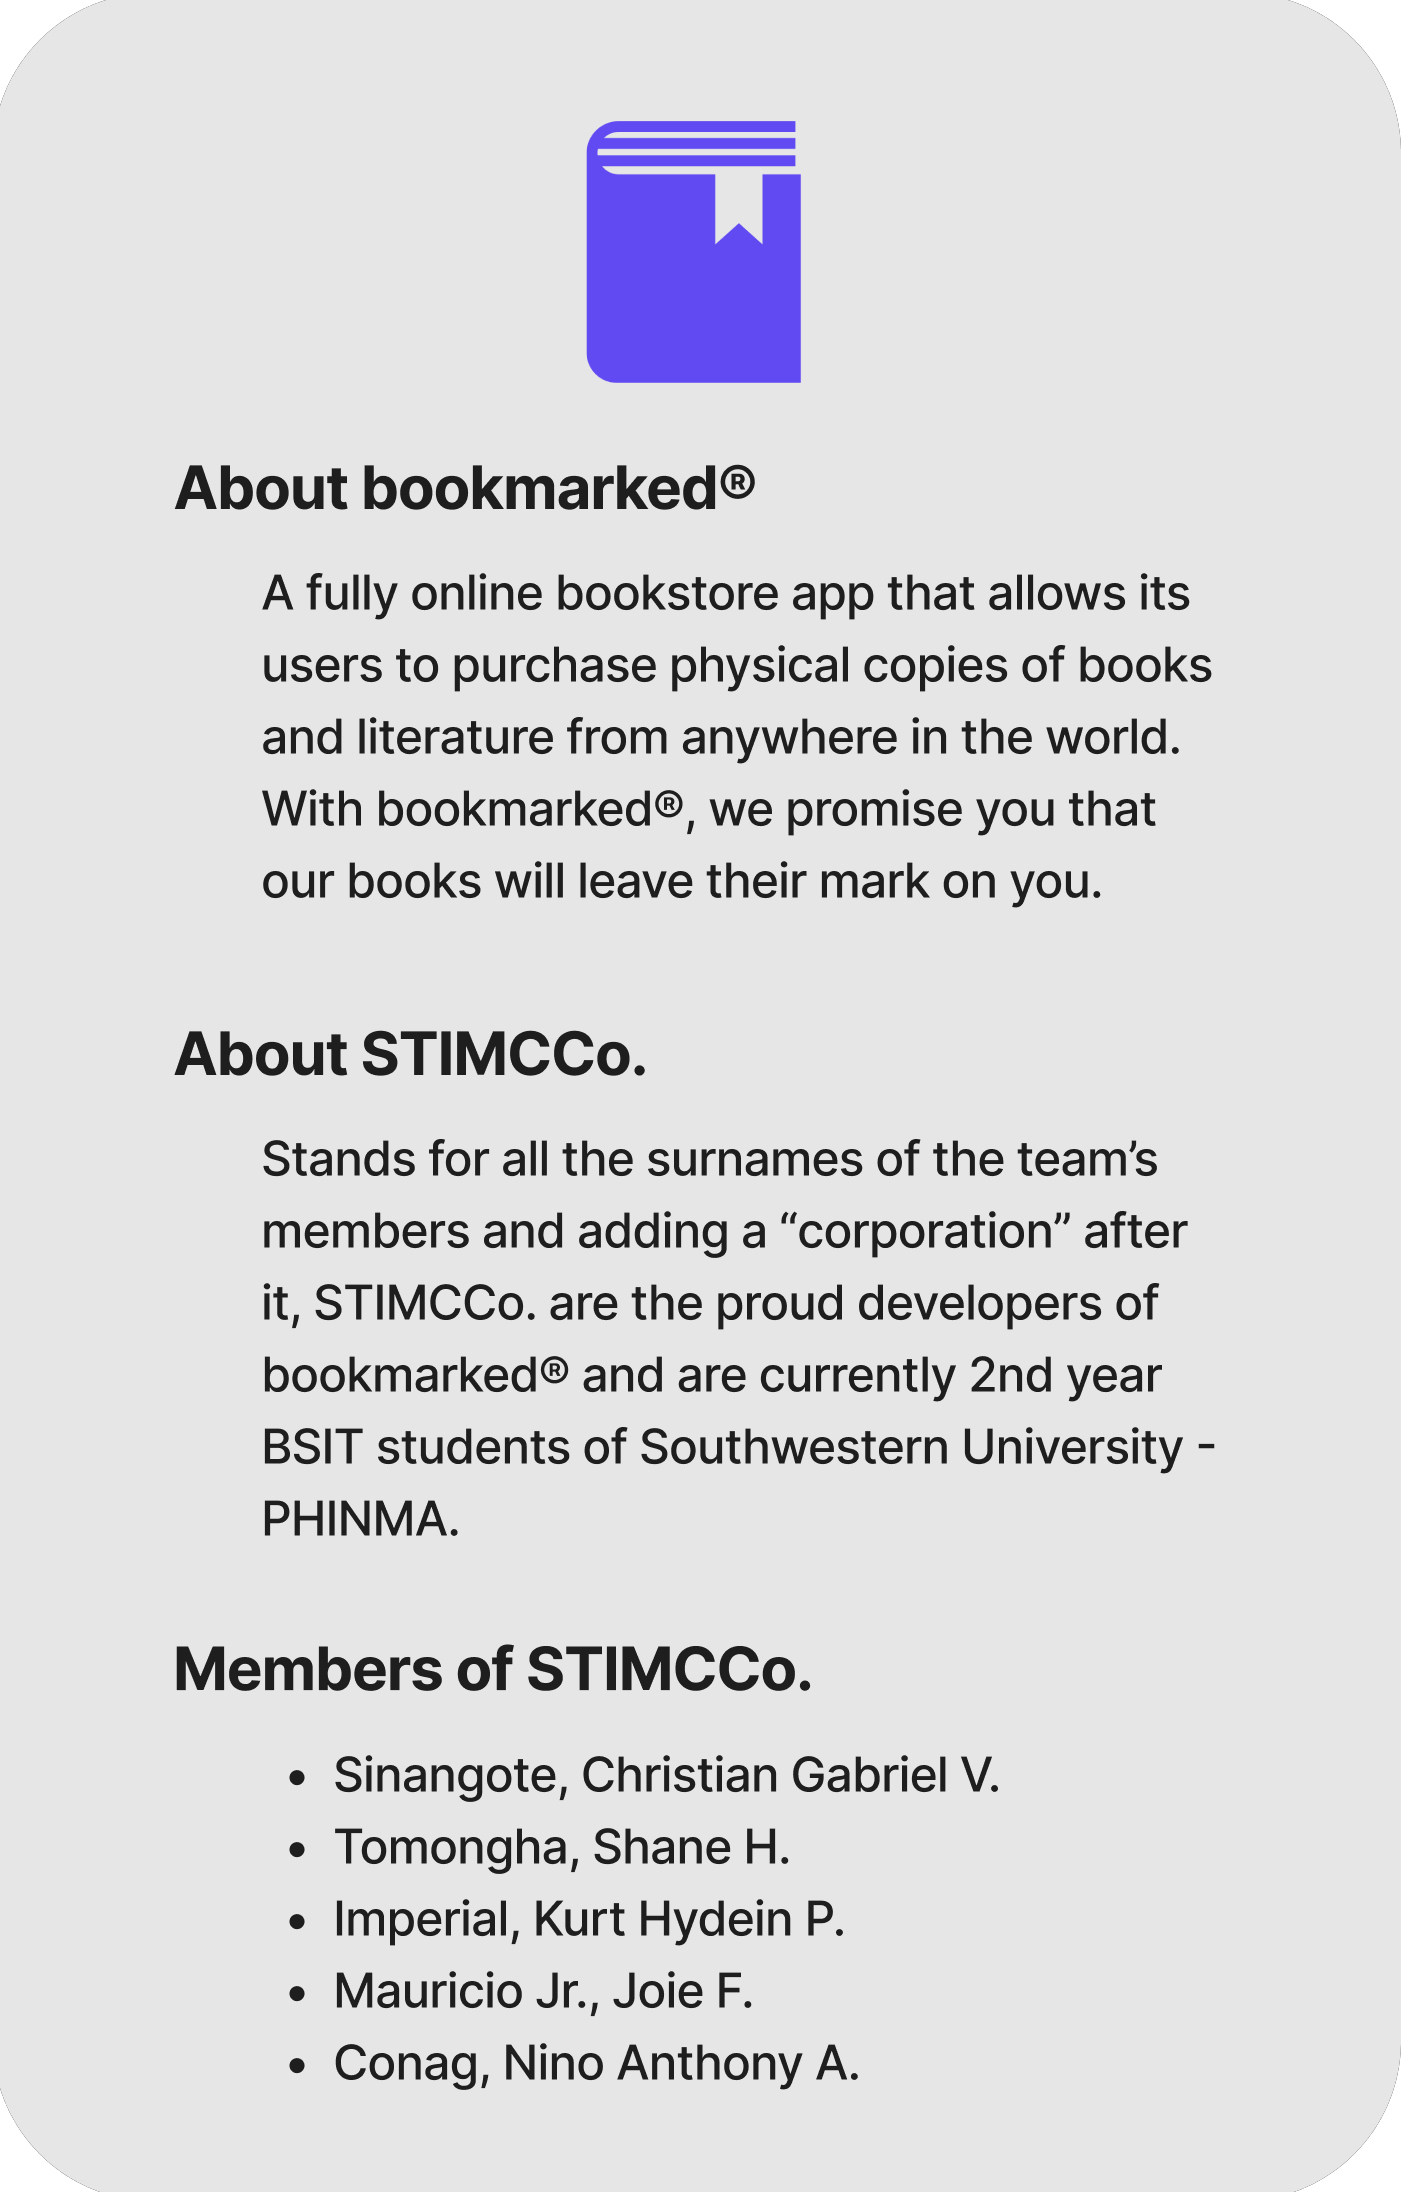 About bookmarked®
A fully online bookstore app that allows its
users to purchase physical copies of books
and literature from anywhere in the world.
With bookmarked®, we promise you that
our books will leave their mark on you.
About STIMCCo.
Stands for all the surnames of the team’s
members and adding a “corporation” after
it, STIMCCo. are the proud developers of
bookmarked® and are currently 2nd year
BSIT students of Southwestern University -
PHINMA.
Members of STIMCCo.
• Sinangote, Christian Gabriel V.
• Tomongha, Shane H.
• Imperial, Kurt Hydein P.
• Mauricio Jr., Joie F.
• Conag, Nino Anthony A.